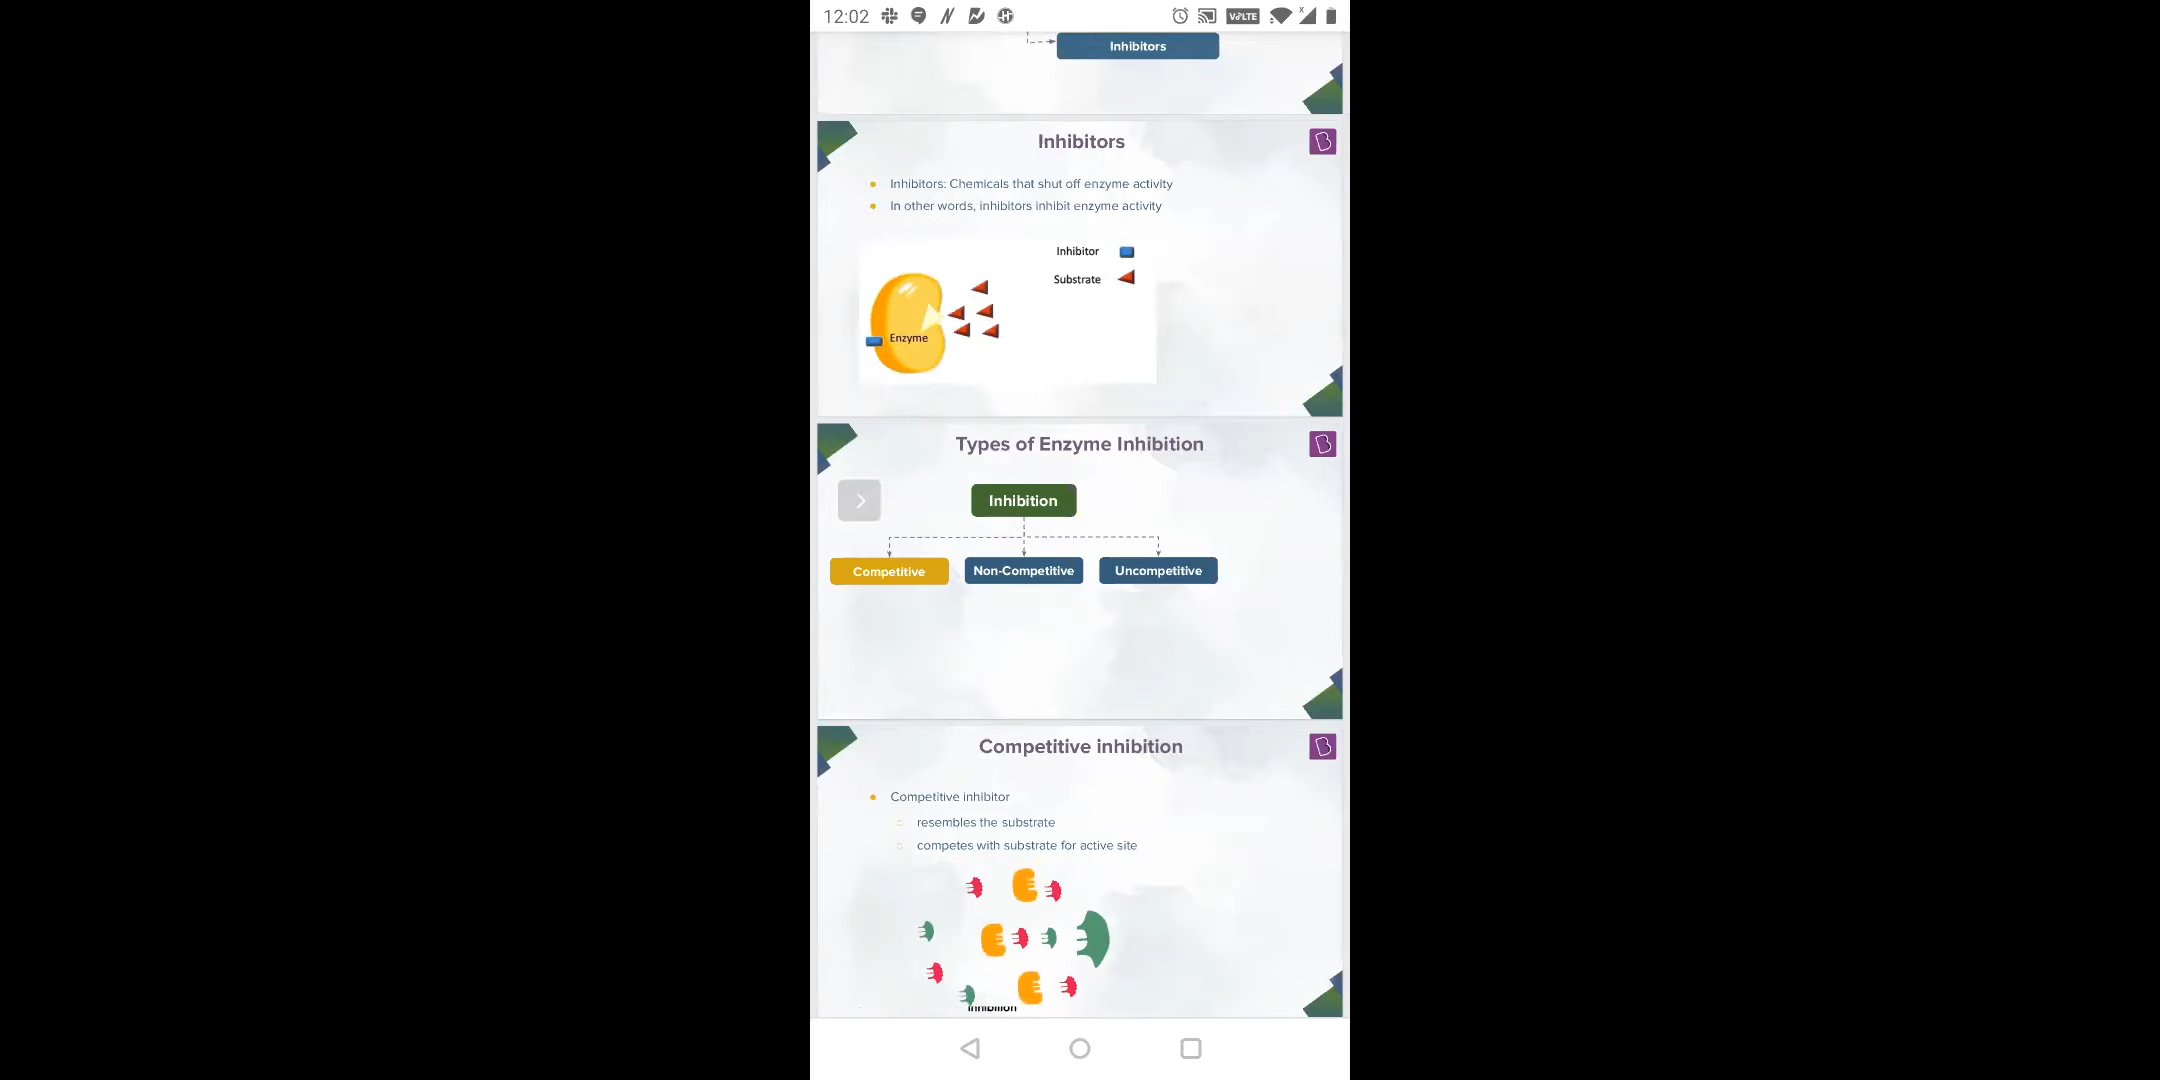 12:02
VoLTE
Inhibitors
Inhibitors
Inhibitors: Chemicals that shut off enzyme activity
In other words, inhibitors inhibit enzyme activity
Inhibitor
Substrate
Enzyme
Types of Enzyme Inhibition
Inhibition
Competitive
Non-Competitive
Uncompetitive
Competitive inhibition
Competitive inhibitor
resembles the substrate
competes with substrate for active site
Inhibition